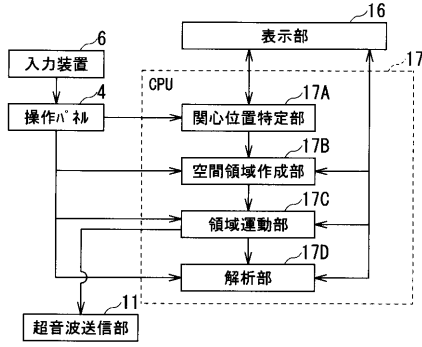 16
表示部
6
入力装置
17
CPU
4
操作ﾊﾟﾈﾙ
17A
関心位置特定部
17B
空間領域作成部
17C
領域運動部
17D
解析部
11
超音波送信部